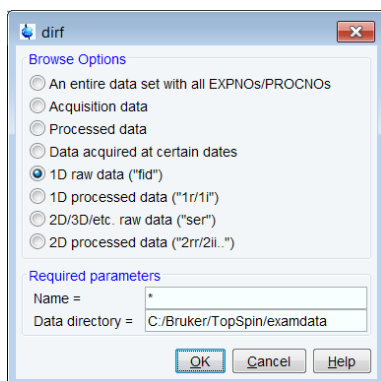 dirf
Browse Options
An entire data set with all EXPNOs/PROCNOs
Acquisition data
Processed data
Data acquired at certain dates
1D raw data ("fid")
1D processed data ("1r/1i")
2D/3D/etc. raw data ("ser")
2D processed data ("2rr/2ii..")
Required parameters
Name = *
Data directory = C:/Bruker/TopSpin/examdata
OK Cancel Help